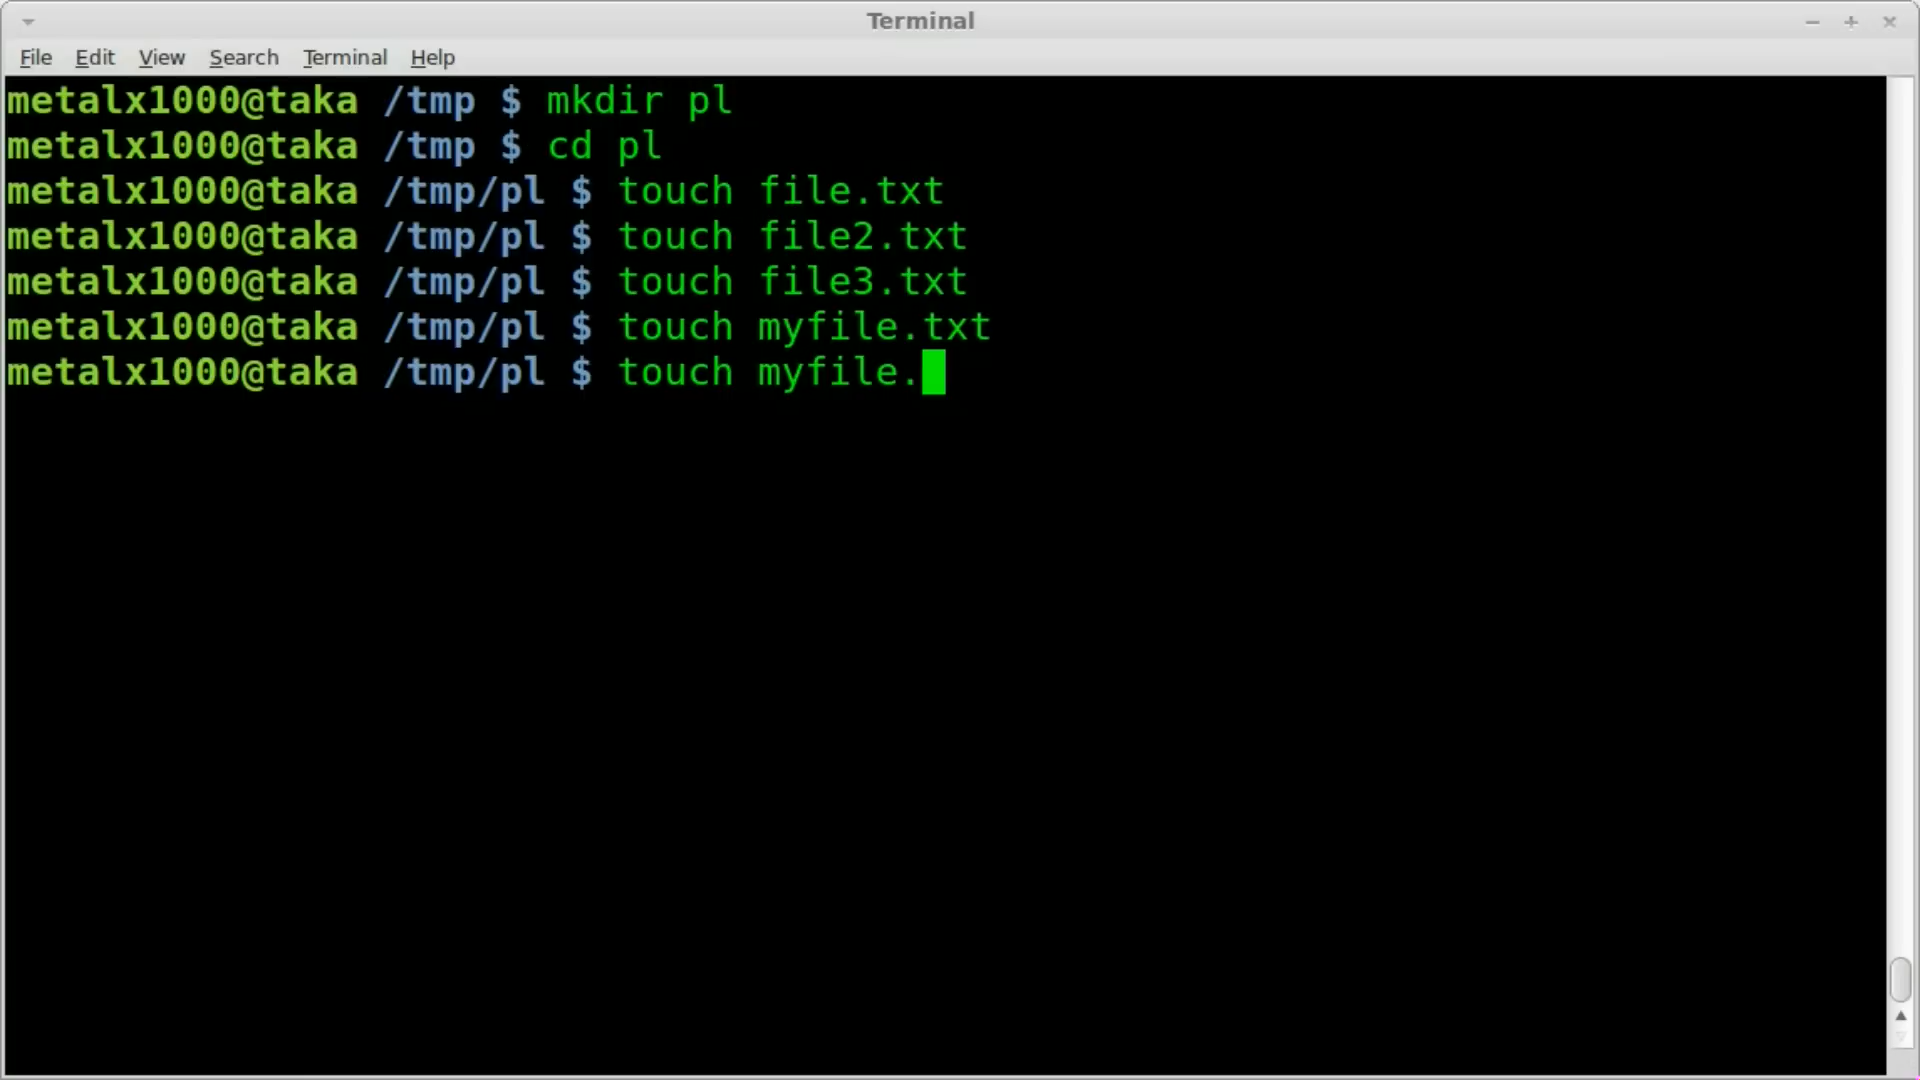 Terminal
File Edit View Search Terminal Help
metalx1000@taka /tmp $ mkdir pl
metalx1000@taka /tmp $ cd pl
metalx1000@taka /tmp/pl $ touch file.txt
metalx1000@taka /tmp/pl $ touch file2.txt
metalx1000@taka /tmp/pl $ touch file3.txt
metalx1000@taka /tmp/pl $ touch myfile.txt
metalx1000@taka /tmp/pl $ touch myfile.